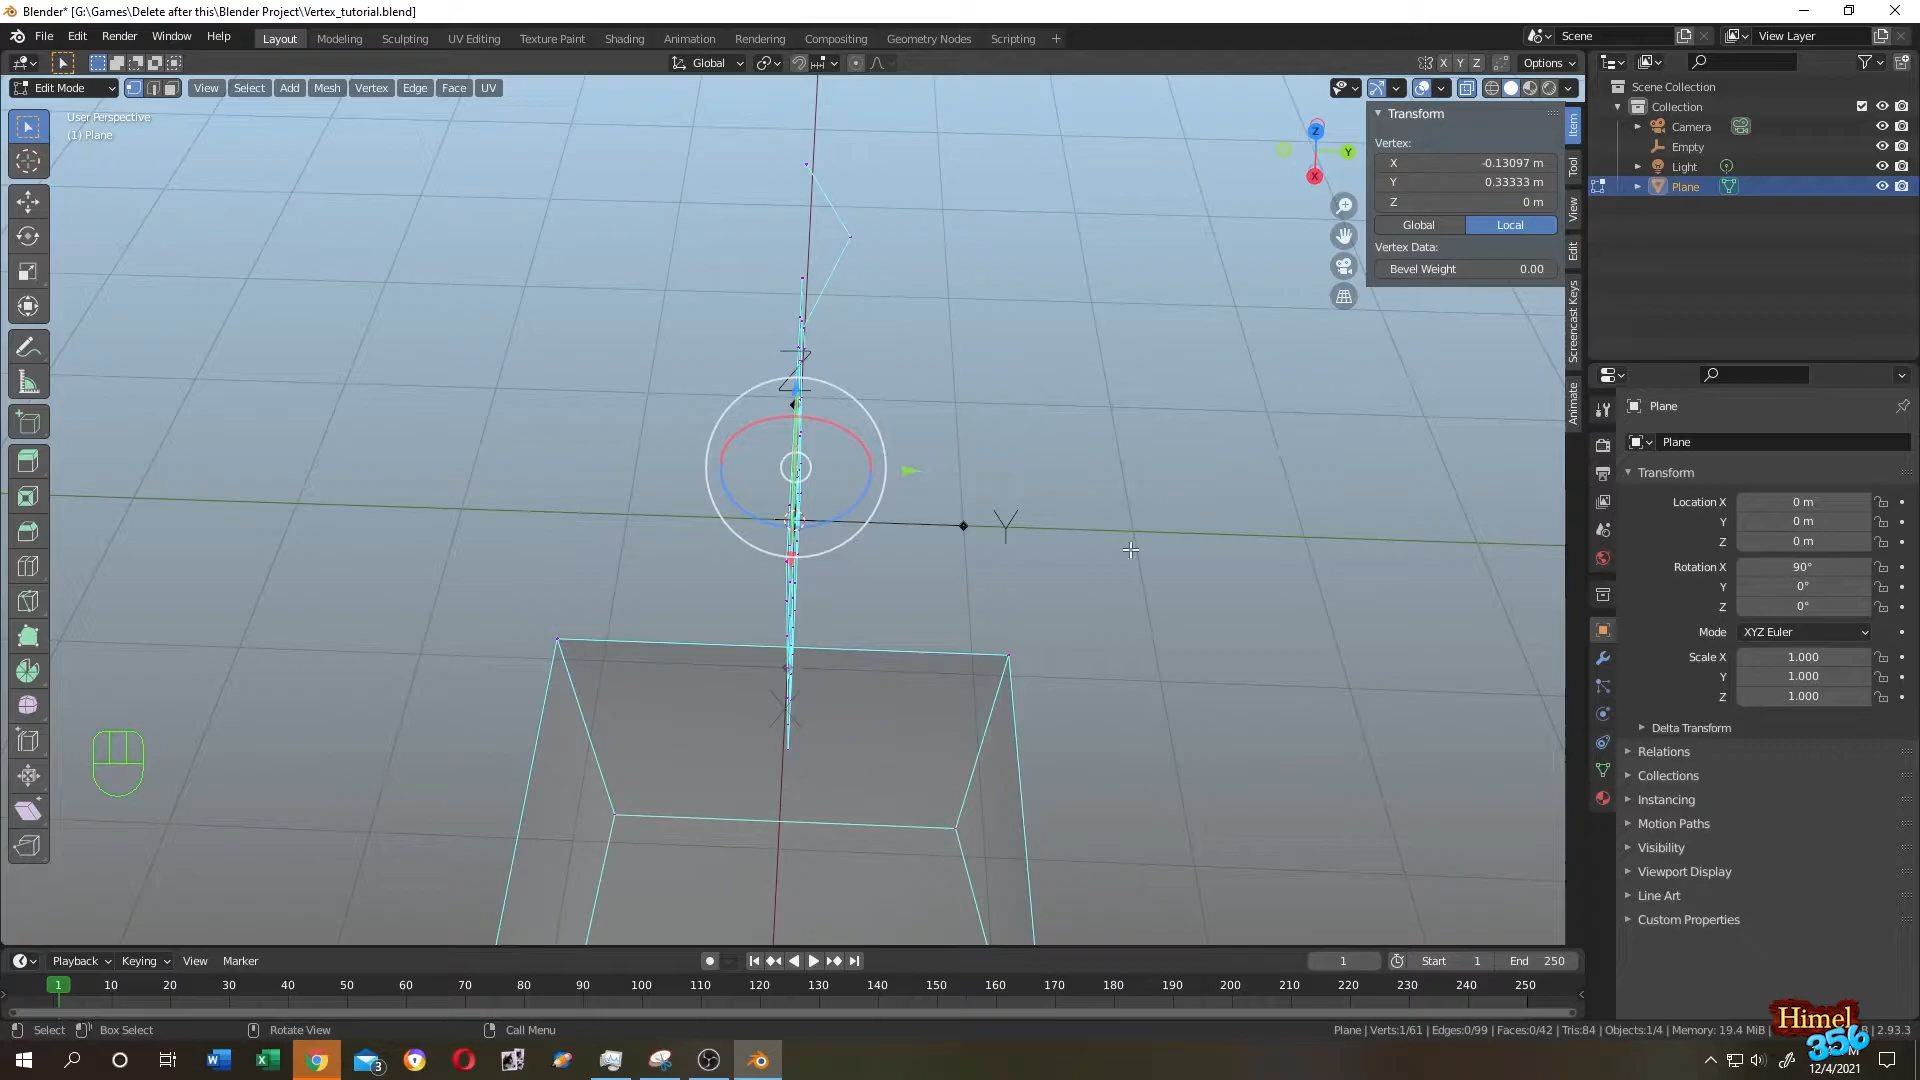 Blender* [G:\Games\Delete after this\Blender Project\Vertex_tutorial.blend]
File Edit Render Window Help Layout Modeling Sculpting UV Editing Texture Paint Shading Animation Rendering Compositing Geometry Nodes Scripting + Scene View Layer
Global X Y Z Options
Edit Mode View Select Add Mesh Vertex Edge Face UV
User Perspective
(1) Plane
Z
Y
X
Z
Y
X
Transform
Vertex:
X -0.13097 m
Y 0.33333 m
Z 0 m
Global Local
Vertex Data:
Bevel Weight 0.00
Item
Tool
View
Edit
Screencast Keys
Animate
Scene Collection
Collection
Camera
Empty
Light
Plane
Plane
Plane
Transform
Location X 0 m
Y 0 m
Z 0 m
Rotation X 90°
Y 0°
Z 0°
Mode XYZ Euler
Scale X 1.000
Y 1.000
Z 1.000
Delta Transform
Relations
Collections
Instancing
Motion Paths
Visibility
Viewport Display
Line Art
Custom Properties
Playback Keying View Marker 1 Start 1 End 250
1 10 20 30 40 50 60 70 80 90 100 110 120 130 140 150 160 170 180 190 200 210 220 230 240 250
Select Box Select Rotate View Call Menu Plane | Verts:1/61 | Edges:0/99 | Faces:0/42 | Tris:84 | Objects:1/4 | Memory: 19.4 MiB 2.93.3
Himel
356
3
12/4/2021